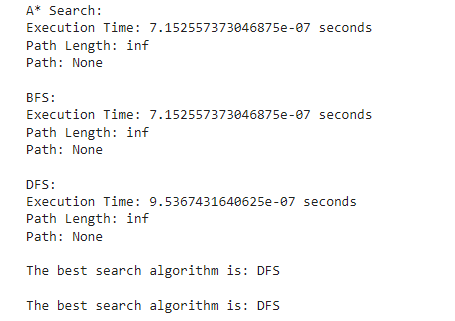 A* Search:
Execution Time: 7.152557373046875e-07 seconds
Path Length: inf
Path: None
BFS:
Execution Time: 7.152557373046875e-07 seconds
Path Length: inf
Path: None
DFS:
Execution Time: 9.5367431640625e-07 seconds
Path Length: inf
Path: None
The best search algorithm is: DFS
The best search algorithm is: DFS